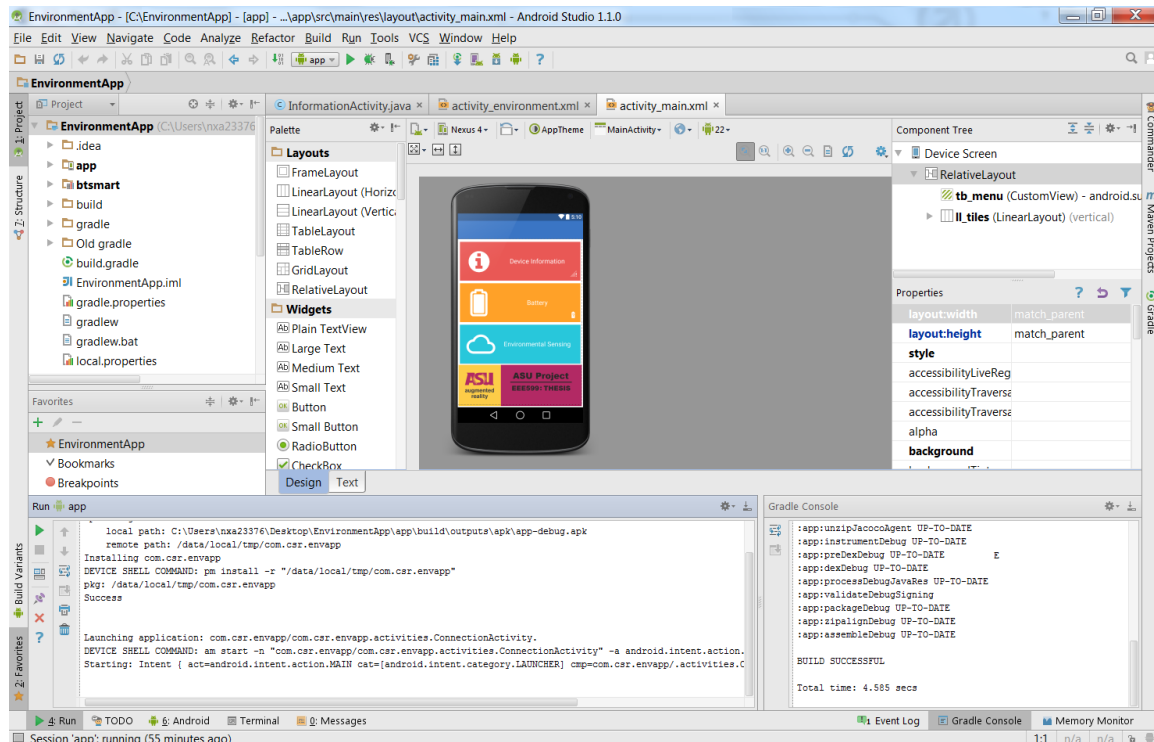 EnvironmentApp - [C:\EnvironmentApp] - [app] - ...\app\src\main\res\layout\activity_main.xml - Android Studio 1.1.0
File Edit View Navigate Code Analyze Refactor Build Run Tools VCS Window Help
app
EnvironmentApp
1: Project
Z: Structure
Build Variants
2: Favorites
Project
EnvironmentApp (C:\Users\nxa23376
.idea
app
btsmart
build
gradle
Old gradle
build.gradle
EnvironmentApp.iml
gradle.properties
gradlew
gradlew.bat
local.properties
Favorites
EnvironmentApp
Bookmarks
Breakpoints
InformationActivity.java
activity_environment.xml
activity_main.xml
Palette
Layouts
FrameLayout
LinearLayout (Horizo
LinearLayout (Vertica
TableLayout
TableRow
GridLayout
RelativeLayout
Widgets
Plain TextView
Large Text
Medium Text
Small Text
Button
Small Button
RadioButton
CheckBox
Design Text
Nexus 4 AppTheme MainActivity 22
5:10
Device Information
Battery
Environmental Sensing
ASU
augmented
reality
ASU Project
EEE599: THESIS
Component Tree
Device Screen
RelativeLayout
tb_menu (CustomView) - android.su
ll_tiles (LinearLayout) (vertical)
Properties
layout:width match_parent
layout:height match_parent
style
accessibilityLiveReg
accessibilityTraversa
accessibilityTraversa
alpha
background
Commander
Maven Projects
Gradle
Run app
local path: C:\Users\nxa23376\Desktop\EnvironmentApp\app\build\outputs\apk\app-debug.apk
remote path: /data/local/tmp/com.csr.envapp
Installing com.csr.envapp
DEVICE SHELL COMMAND: pm install -r "/data/local/tmp/com.csr.envapp"
pkg: /data/local/tmp/com.csr.envapp
Success
Launching application: com.csr.envapp/com.csr.envapp.activities.ConnectionActivity.
DEVICE SHELL COMMAND: am start -n "com.csr.envapp/com.csr.envapp.activities.ConnectionActivity" -a android.intent.action.
Starting: Intent { act=android.intent.action.MAIN cat=[android.intent.category.LAUNCHER] cmp=com.csr.envapp/.activities.C
Gradle Console
:app:unzipJacocoAgent UP-TO-DATE
:app:instrumentDebug UP-TO-DATE
:app:preDexDebug UP-TO-DATE E
:app:dexDebug UP-TO-DATE
:app:processDebugJavaRes UP-TO-DATE
:app:validateDebugSigning
:app:packageDebug UP-TO-DATE
:app:zipalignDebug UP-TO-DATE
:app:assembleDebug UP-TO-DATE
BUILD SUCCESSFUL
Total time: 4.585 secs
4: Run TODO 6: Android Terminal 0: Messages 1 Event Log Gradle Console Memory Monitor
Session 'app': running (55 minutes ago) 1:1 n/a n/a